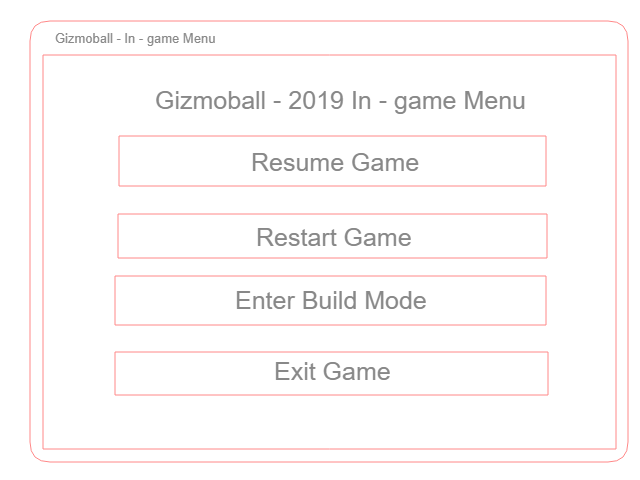 Gizmoball - In - game Menu
Gizmoball - 2019 In - game Menu
Resume Game
Restart Game
Enter Build Mode
Exit Game